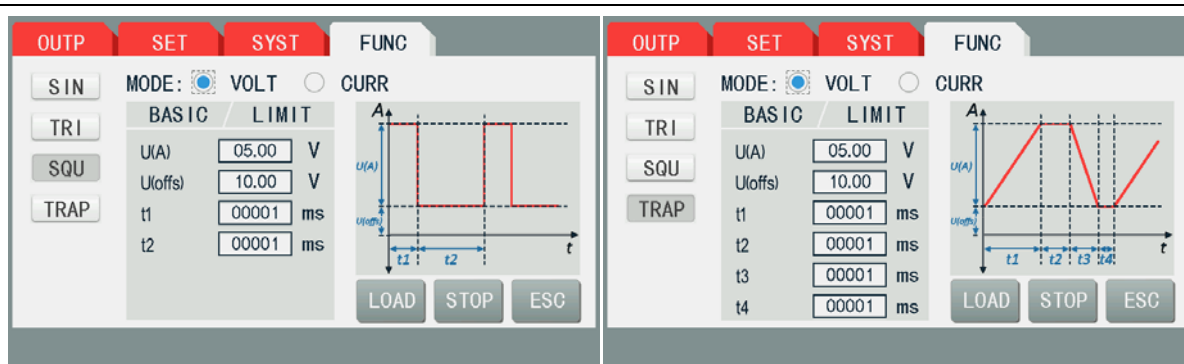 OUTP SET SYST FUNC
SIN MODE: VOLT CURR
BASIC / LIMIT
TRI
SQU
TRAP
U(A) 05.00 V
U(offs) 10.00 V
t1 00001 ms
t2 00001 ms
A
U(A)
U(offs)
t1 t2 t
LOAD STOP ESC
OUTP SET SYST FUNC
SIN MODE: VOLT CURR
BASIC / LIMIT
TRI
SQU
TRAP
U(A) 05.00 V
U(offs) 10.00 V
t1 00001 ms
t2 00001 ms
t3 00001 ms
t4 00001 ms
A
U(A)
U(offs)
t1 t2 t3 t4 t
LOAD STOP ESC